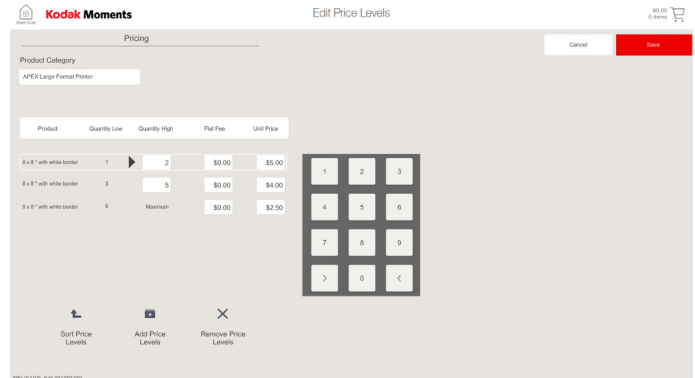 Start Over
Kodak Moments
Edit Price Levels
$0.00
0 items
Pricing
Cancel
Save
Product Category
APEX Large Format Printer
Product Quantity Low Quantity High Flat Fee Unit Price
8 x 8 " with white border 1 2 $0.00 $5.00
8 x 8 " with white border 3 5 $0.00 $4.00
8 x 8 " with white border 6 Maximum $0.00 $2.50
1 2 3
4 5 6
7 8 9
> 0 <
Sort Price
Levels
Add Price
Levels
Remove Price
Levels